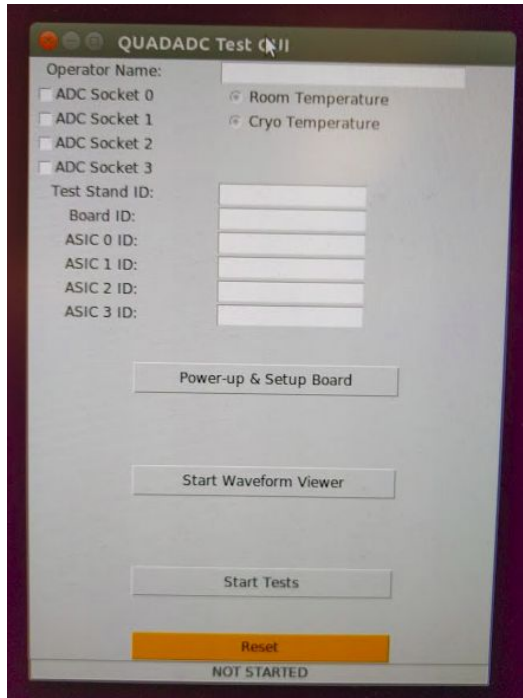 QUADADC Test GUI
Operator Name:
ADC Socket 0 Room Temperature
ADC Socket 1 Cryo Temperature
ADC Socket 2
ADC Socket 3
Test Stand ID:
Board ID:
ASIC 0 ID:
ASIC 1 ID:
ASIC 2 ID:
ASIC 3 ID:
Power-up & Setup Board
Start Waveform Viewer
Start Tests
Reset
NOT STARTED